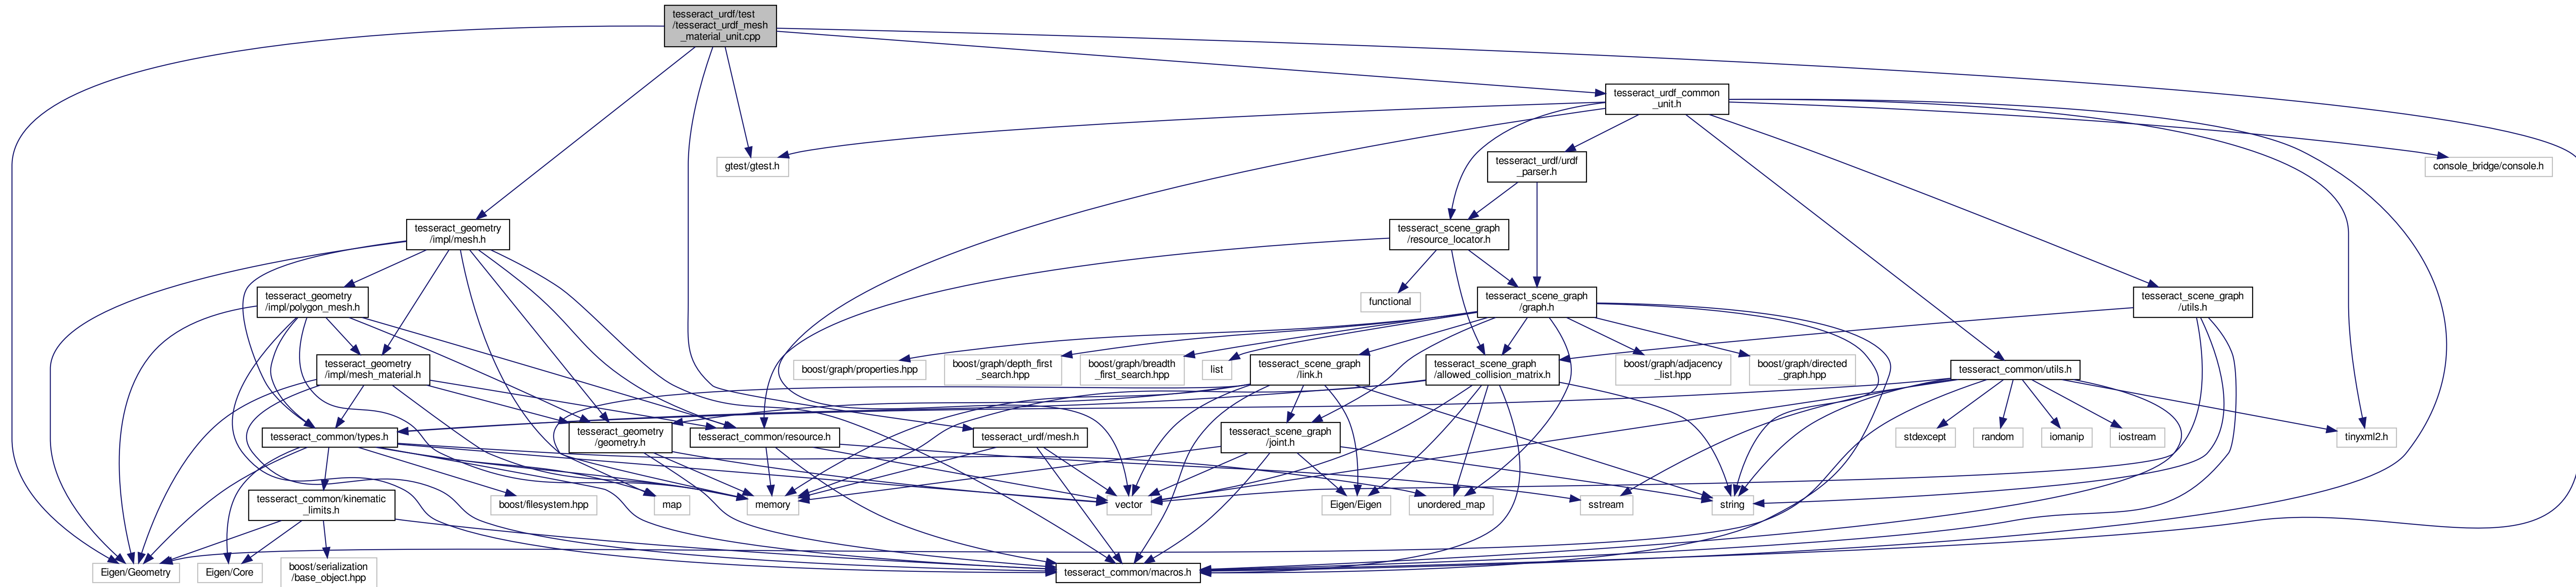 tesseract_urdf/test
/tesseract_urdf_mesh
_material_unit.cpp
tesseract_urdf_common
_unit.h
gtest/gtest.h
tesseract_urdf/urdf
_parser.h
console_bridge/console.h
tesseract_geometry
/impl/mesh.h
tesseract_scene_graph
/resource_locator.h
tesseract_geometry
/impl/polygon_mesh.h
functional
tesseract_scene_graph
/graph.h
tesseract_scene_graph
/utils.h
tesseract_geometry
/impl/mesh_material.h
boost/graph/properties.hpp
boost/graph/depth_first
_search.hpp
boost/graph/breadth
_first_search.hpp
list
tesseract_scene_graph
/link.h
tesseract_scene_graph
/allowed_collision_matrix.h
boost/graph/adjacency
_list.hpp
boost/graph/directed
_graph.hpp
tesseract_common/utils.h
tesseract_common/types.h
tesseract_geometry
/geometry.h
tesseract_common/resource.h
tesseract_urdf/mesh.h
tesseract_scene_graph
/joint.h
stdexcept
random
iomanip
iostream
tinyxml2.h
tesseract_common/kinematic
_limits.h
boost/filesystem.hpp
map
memory
vector
Eigen/Eigen
unordered_map
sstream
string
Eigen/Geometry
Eigen/Core
boost/serialization
/base_object.hpp
tesseract_common/macros.h